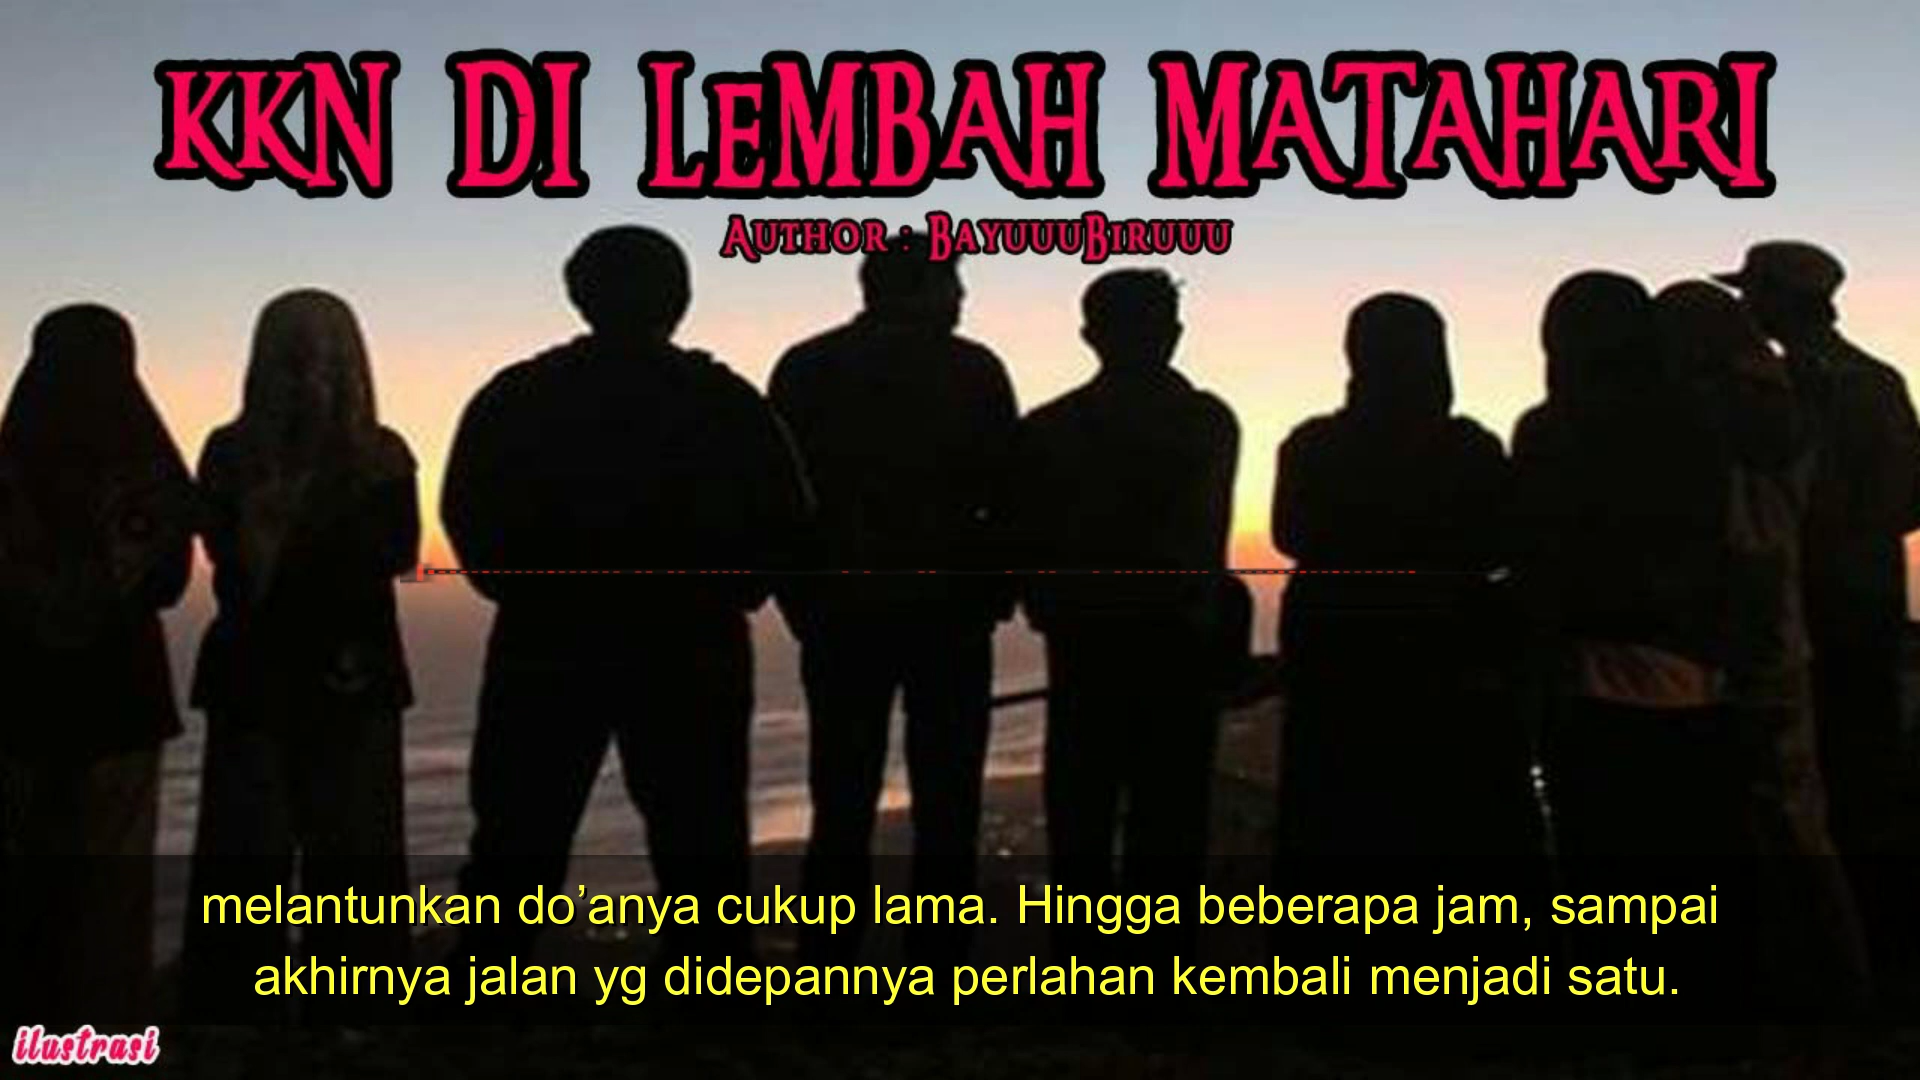 KKN DI LEMBAH MATAHARI
AUTHOR : BAYUUUBIRUUU
melantunkan do’anya cukup lama. Hingga beberapa jam, sampai
akhirnya jalan yg didepannya perlahan kembali menjadi satu.
ilustrasi